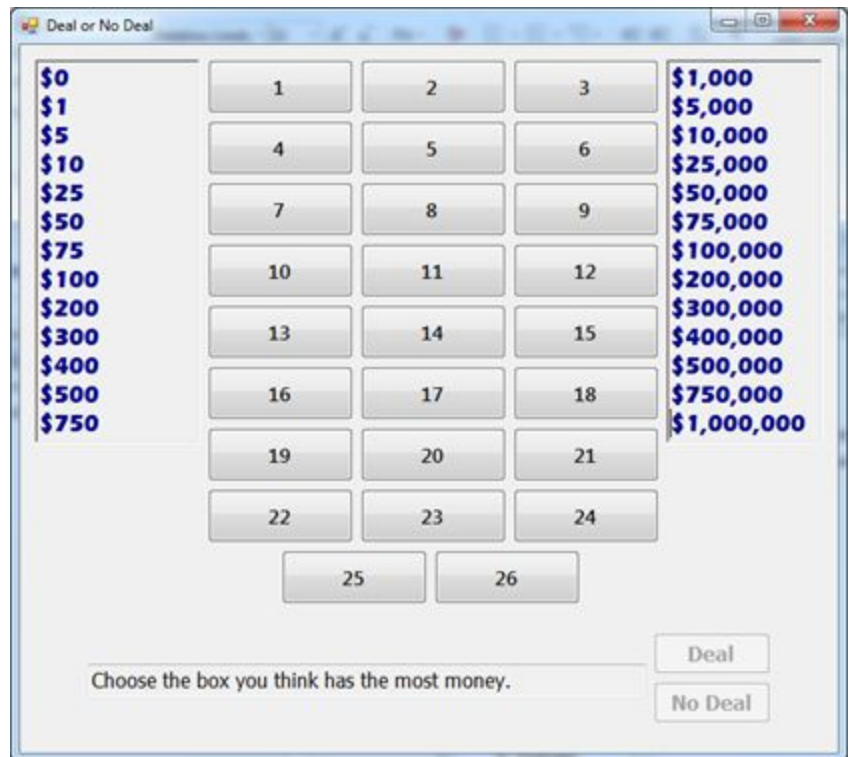 Deal or No Deal
$0
$1
$5
$10
$25
$50
$75
$100
$200
$300
$400
$500
$750
1 2 3
4 5 6
7 8 9
10 11 12
13 14 15
16 17 18
19 20 21
22 23 24
25 26
$1,000
$5,000
$10,000
$25,000
$50,000
$75,000
$100,000
$200,000
$300,000
$400,000
$500,000
$750,000
$1,000,000
Choose the box you think has the most money.
Deal
No Deal